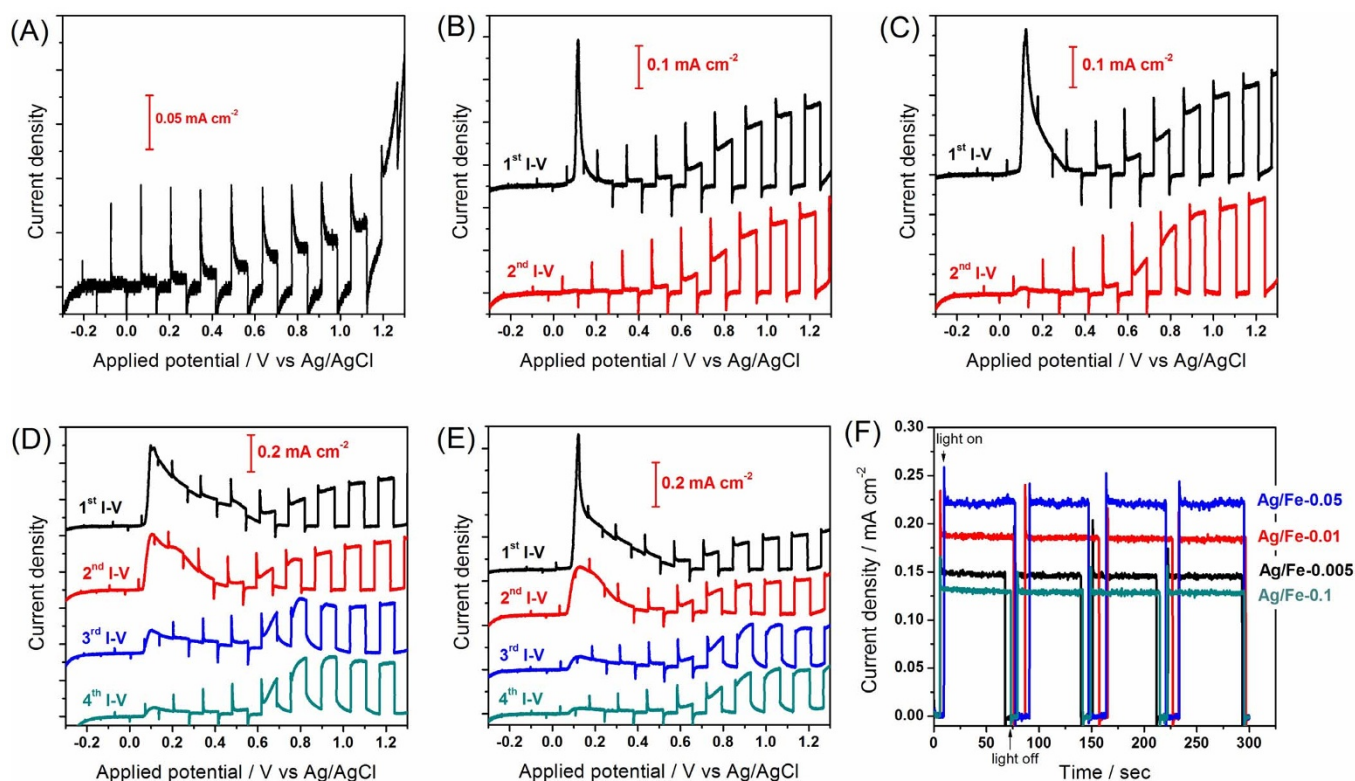 (A)
0.05 mA cm⁻²
Current density
-0.2 0.0 0.2 0.4 0.6 0.8 1.0 1.2
Applied potential / V vs Ag/AgCl
(B)
0.1 mA cm⁻²
1ˢᵗ I-V
2ⁿᵈ I-V
Current density
-0.2 0.0 0.2 0.4 0.6 0.8 1.0 1.2
Applied potential / V vs Ag/AgCl
(C)
0.1 mA cm⁻²
1ˢᵗ I-V
2ⁿᵈ I-V
Current density
-0.2 0.0 0.2 0.4 0.6 0.8 1.0 1.2
Applied potential / V vs Ag/AgCl
(D)
0.2 mA cm⁻²
1ˢᵗ I-V
2ⁿᵈ I-V
3ʳᵈ I-V
4ᵗʰ I-V
Current density
-0.2 0.0 0.2 0.4 0.6 0.8 1.0 1.2
Applied potential / V vs Ag/AgCl
(E)
0.2 mA cm⁻²
1ˢᵗ I-V
2ⁿᵈ I-V
3ʳᵈ I-V
4ᵗʰ I-V
Current density
-0.2 0.0 0.2 0.4 0.6 0.8 1.0 1.2
Applied potential / V vs Ag/AgCl
(F)
0.30
light on
0.25
Ag/Fe-0.05
0.20
Ag/Fe-0.01
0.15
Ag/Fe-0.005
Ag/Fe-0.1
0.10
0.05
0.00
Current density / mA cm⁻²
0 50 100 150 200 250 300
light off
Time / sec